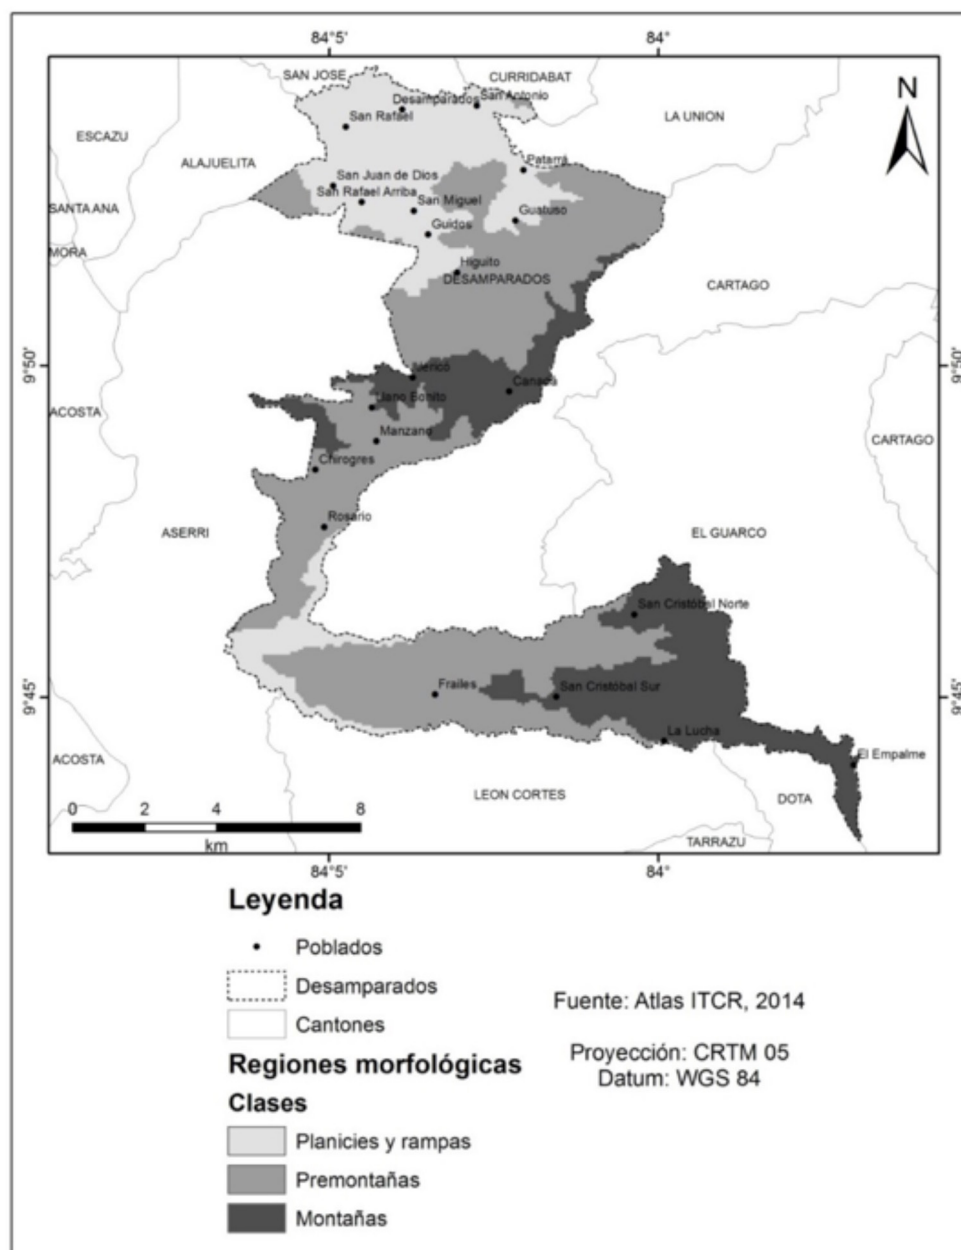 84°5'
84°
SAN JOSE
CURRIDABAT
N
Desamparados
San Antonio
LA UNION
San Rafael
ESCAZU
ALAJUELITA
Patarrá
San Juan de Dios
San Rafael Arriba
San Miguel
SANTA ANA
Guatuso
Guidos
MORA
Higuito
DESAMPARADOS
CARTAGO
9°50'
9°50'
Jericó
Canadá
Llano Bonito
ACOSTA
Manzano
CARTAGO
Chirogres
Rosario
ASERRI
EL GUARCO
San Cristóbal Norte
Frailes
San Cristóbal Sur
9°45'
9°45'
La Lucha
El Empalme
ACOSTA
LEON CORTES
DOTA
0 2 4 8
km
TARRAZU
84°5'
84°
Leyenda
Poblados
Desamparados
Cantones
Fuente: Atlas ITCR, 2014
Proyección: CRTM 05
Datum: WGS 84
Regiones morfológicas
Clases
Planicies y rampas
Premontañas
Montañas